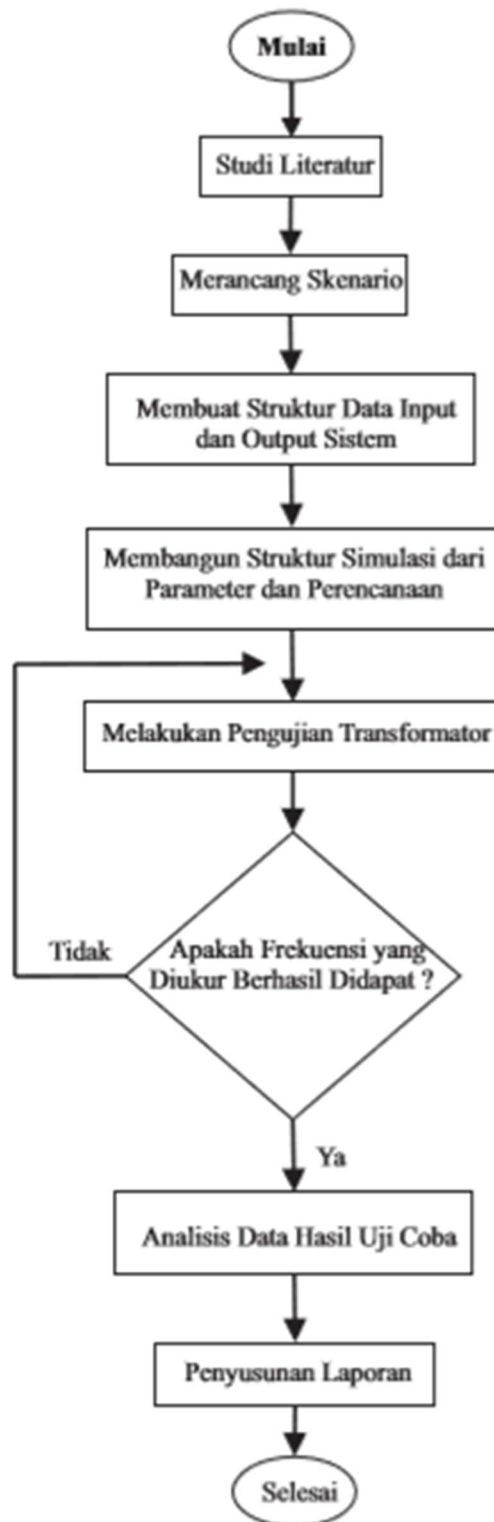 Mulai
Studi Literatur
Merancang Skenario
Membuat Struktur Data Input
dan Output Sistem
Membangun Struktur Simulasi dari
Parameter dan Perencanaan
Melakukan Pengujian Transformator
Tidak
Apakah Frekuensi yang
Diukur Berhasil Didapat ?
Ya
Analisis Data Hasil Uji Coba
Penyusunan Laporan
Selesai